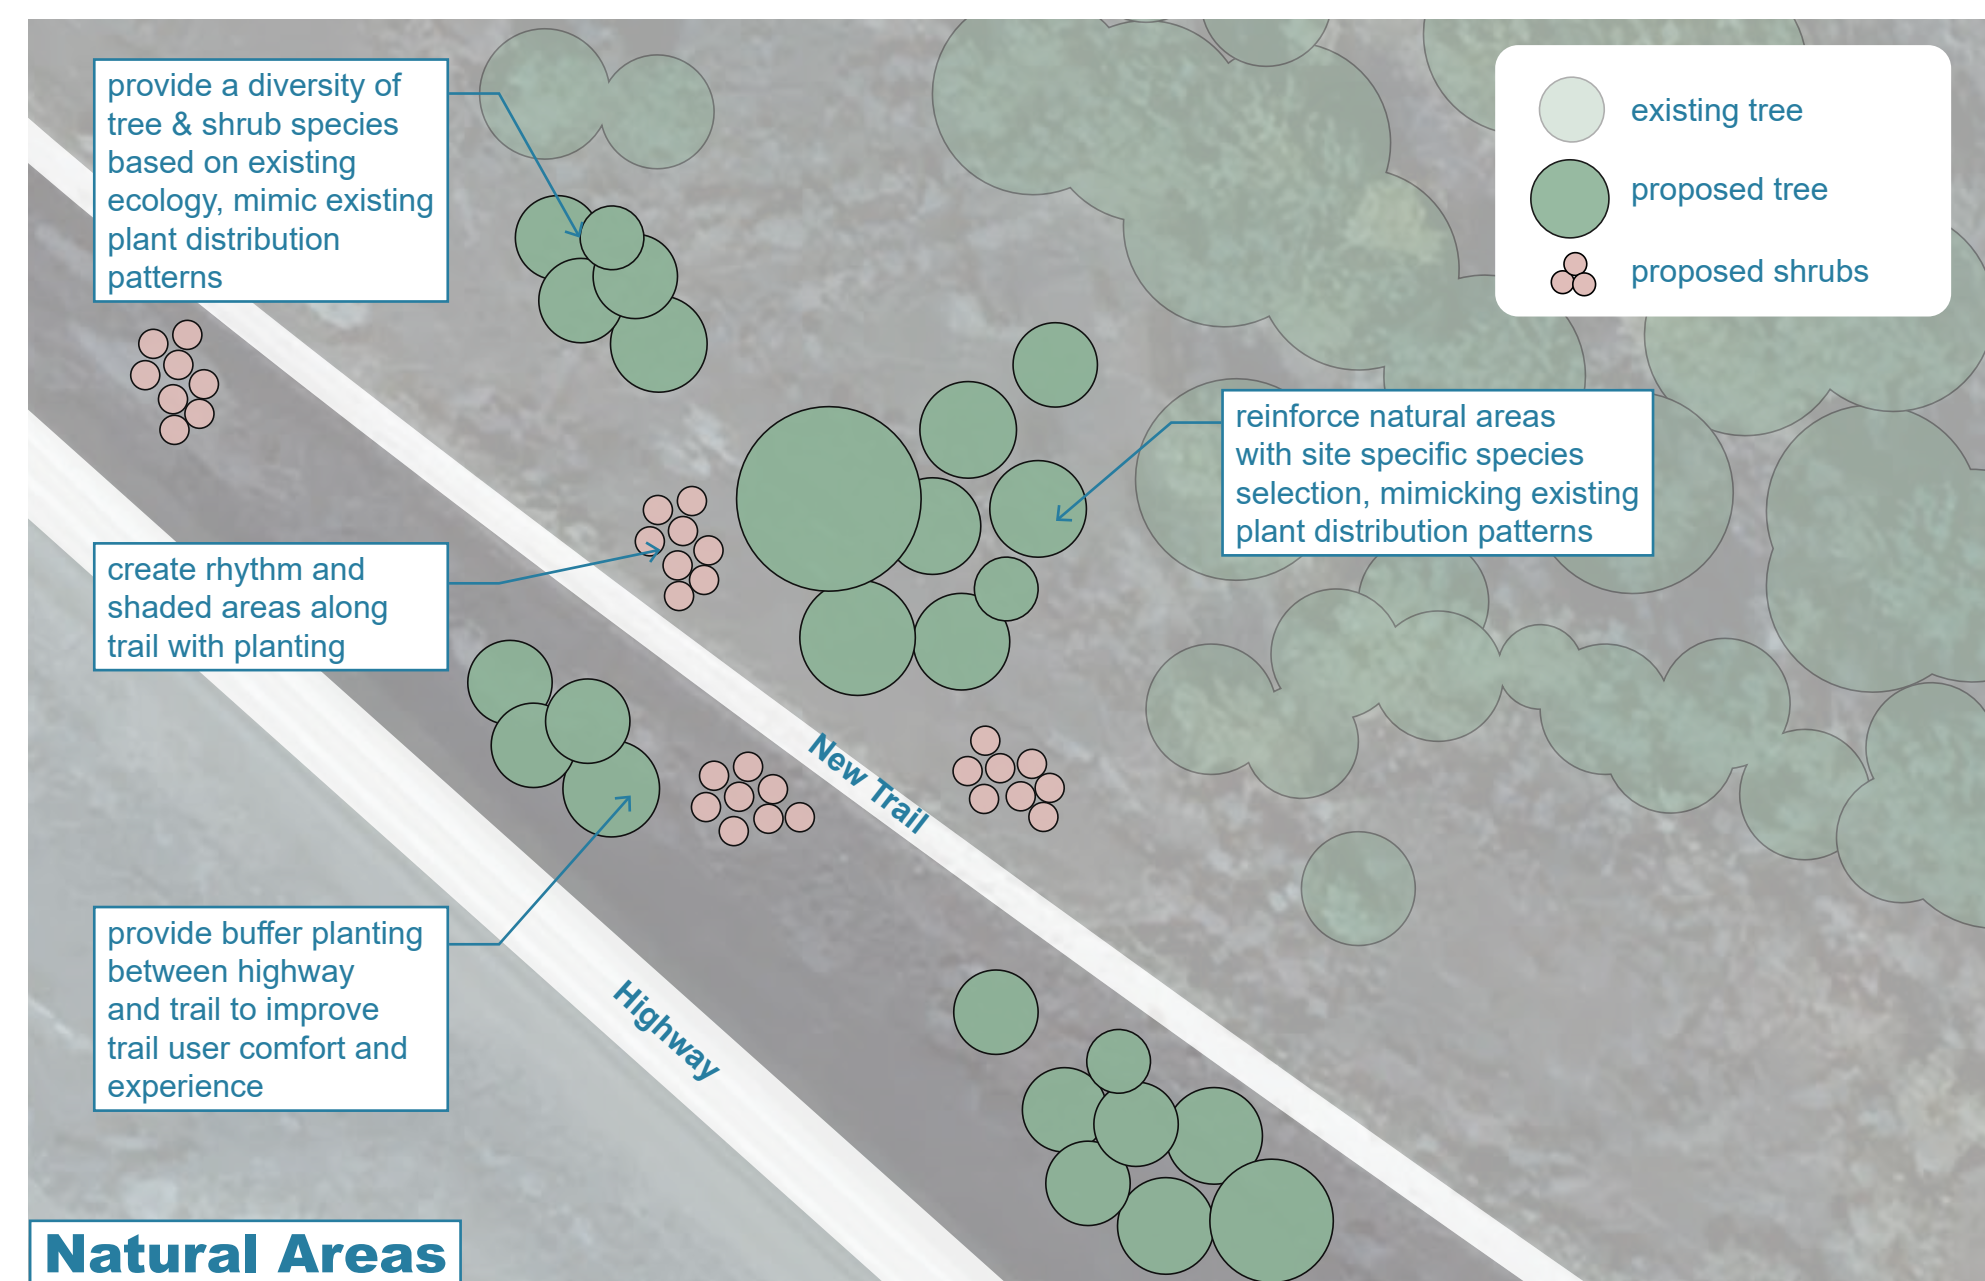 provide a diversity of
tree & shrub species
based on existing
ecology, mimic existing
plant distribution
patterns
existing tree
proposed tree
proposed shrubs
reinforce natural areas
with site specific species
selection, mimicking existing
plant distribution patterns
create rhythm and
shaded areas along
trail with planting
New Trail
provide buffer planting
between highway
and trail to improve
trail user comfort and
experience
Highway
Natural Areas